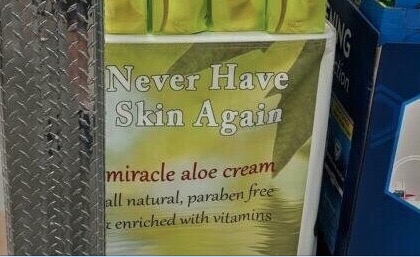 Never Have
Skin Again
miracle aloe cream
all natural, paraben free
enriched with vitamins